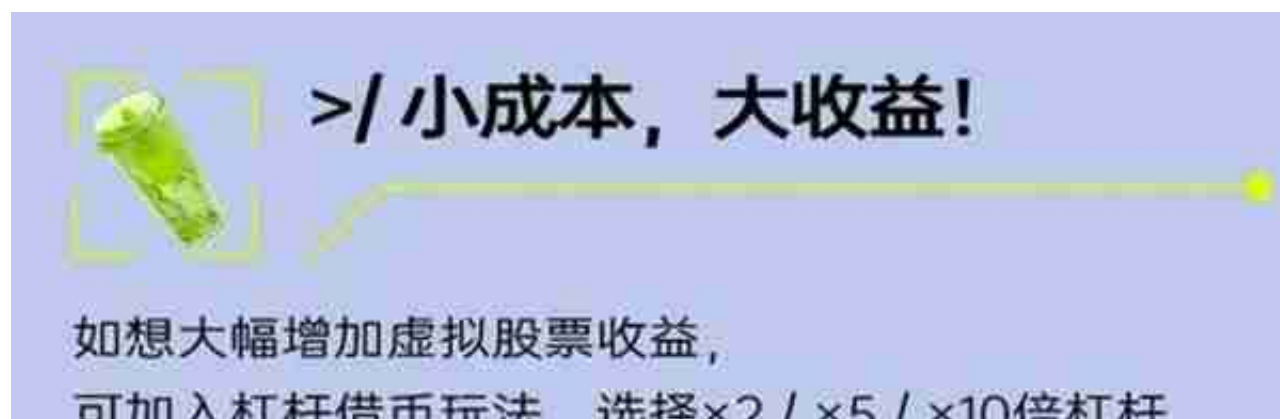 >/ 小成本，大收益！
如想大幅增加虚拟股票收益，
可加入杠杆借币玩法，选择×2 / ×5 / ×10倍杠杆